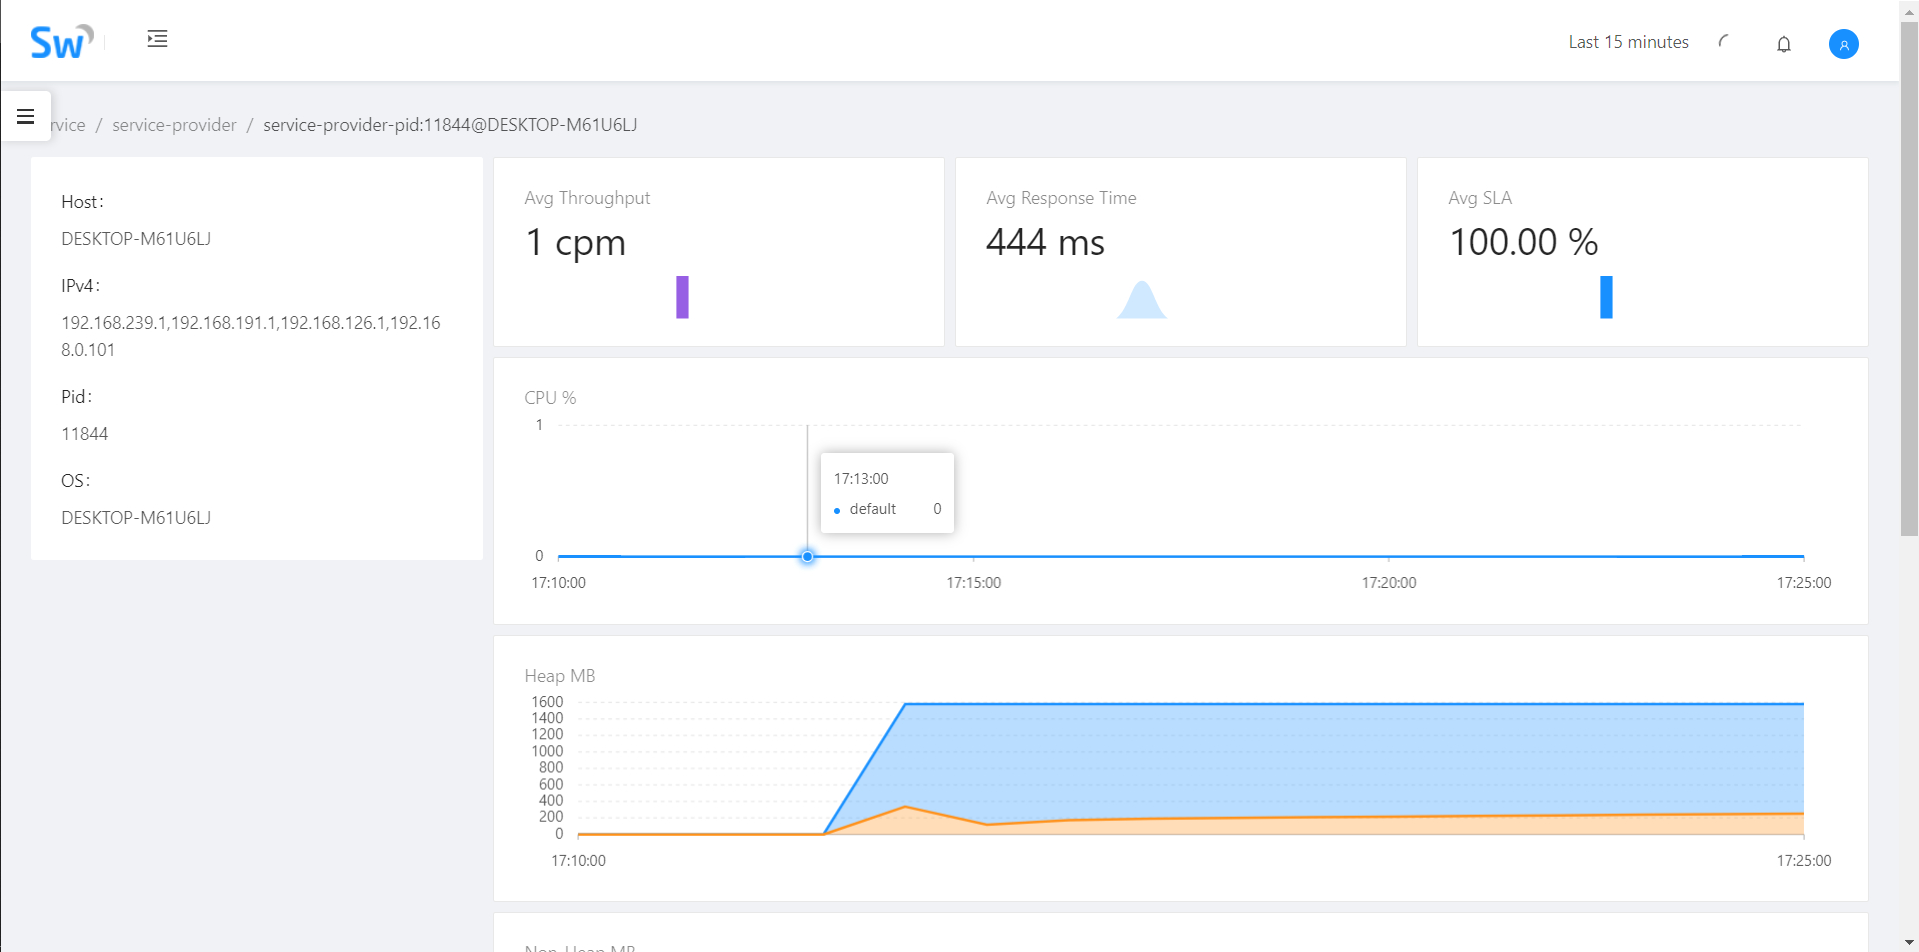 Sw
Last 15 minutes
rvice / service-provider / service-provider-pid:11844@DESKTOP-M61U6LJ
Host:
DESKTOP-M61U6LJ
IPv4:
192.168.239.1,192.168.191.1,192.168.126.1,192.16
8.0.101
Pid:
11844
OS:
DESKTOP-M61U6LJ
Avg Throughput
1 cpm
Avg Response Time
444 ms
Avg SLA
100.00 %
CPU %
1
17:13:00
default 0
0
17:10:00 17:15:00 17:20:00 17:25:00
Heap MB
1600
1400
1200
1000
800
600
400
200
0
17:10:00 17:25:00
Non-Heap MB